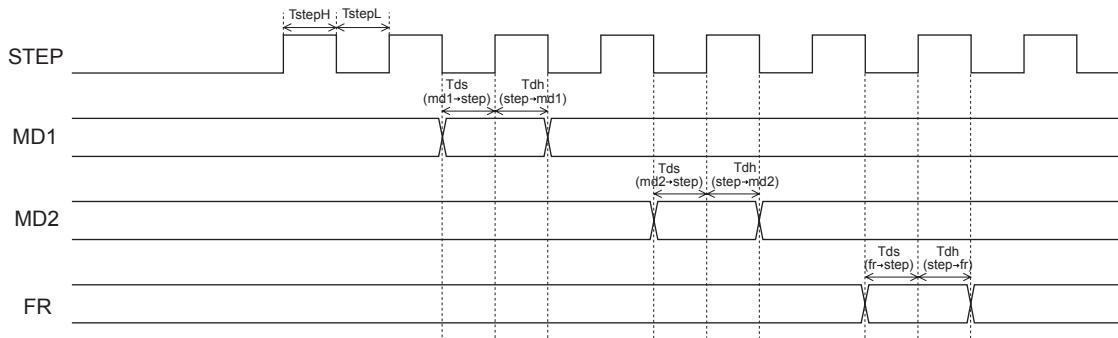 TstepH TstepL
STEP
Tds Tdh
(md1→step) (step→md1)
MD1
Tds Tdh
(md2→step) (step→md2)
MD2
Tds Tdh
(fr→step) (step→fr)
FR